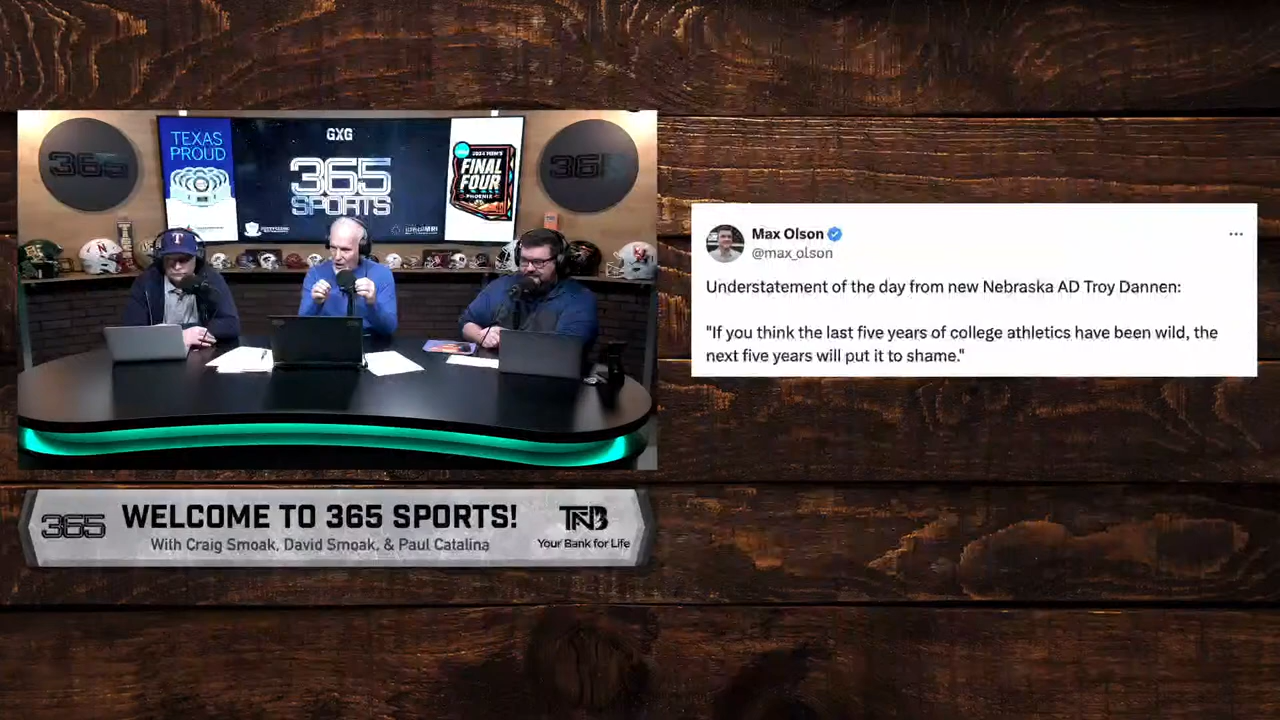 TEXAS
PROUD
GXG
365
SPORTS
2024 MEN'S
FINAL
FOUR
PHOENIX
365
365
N
T
Max Olson
@max_olson
Understatement of the day from new Nebraska AD Troy Dannen:
"If you think the last five years of college athletics have been wild, the
next five years will put it to shame."
365
WELCOME TO 365 SPORTS!
With Craig Smoak, David Smoak, & Paul Catalina
TNB
Your Bank for Life